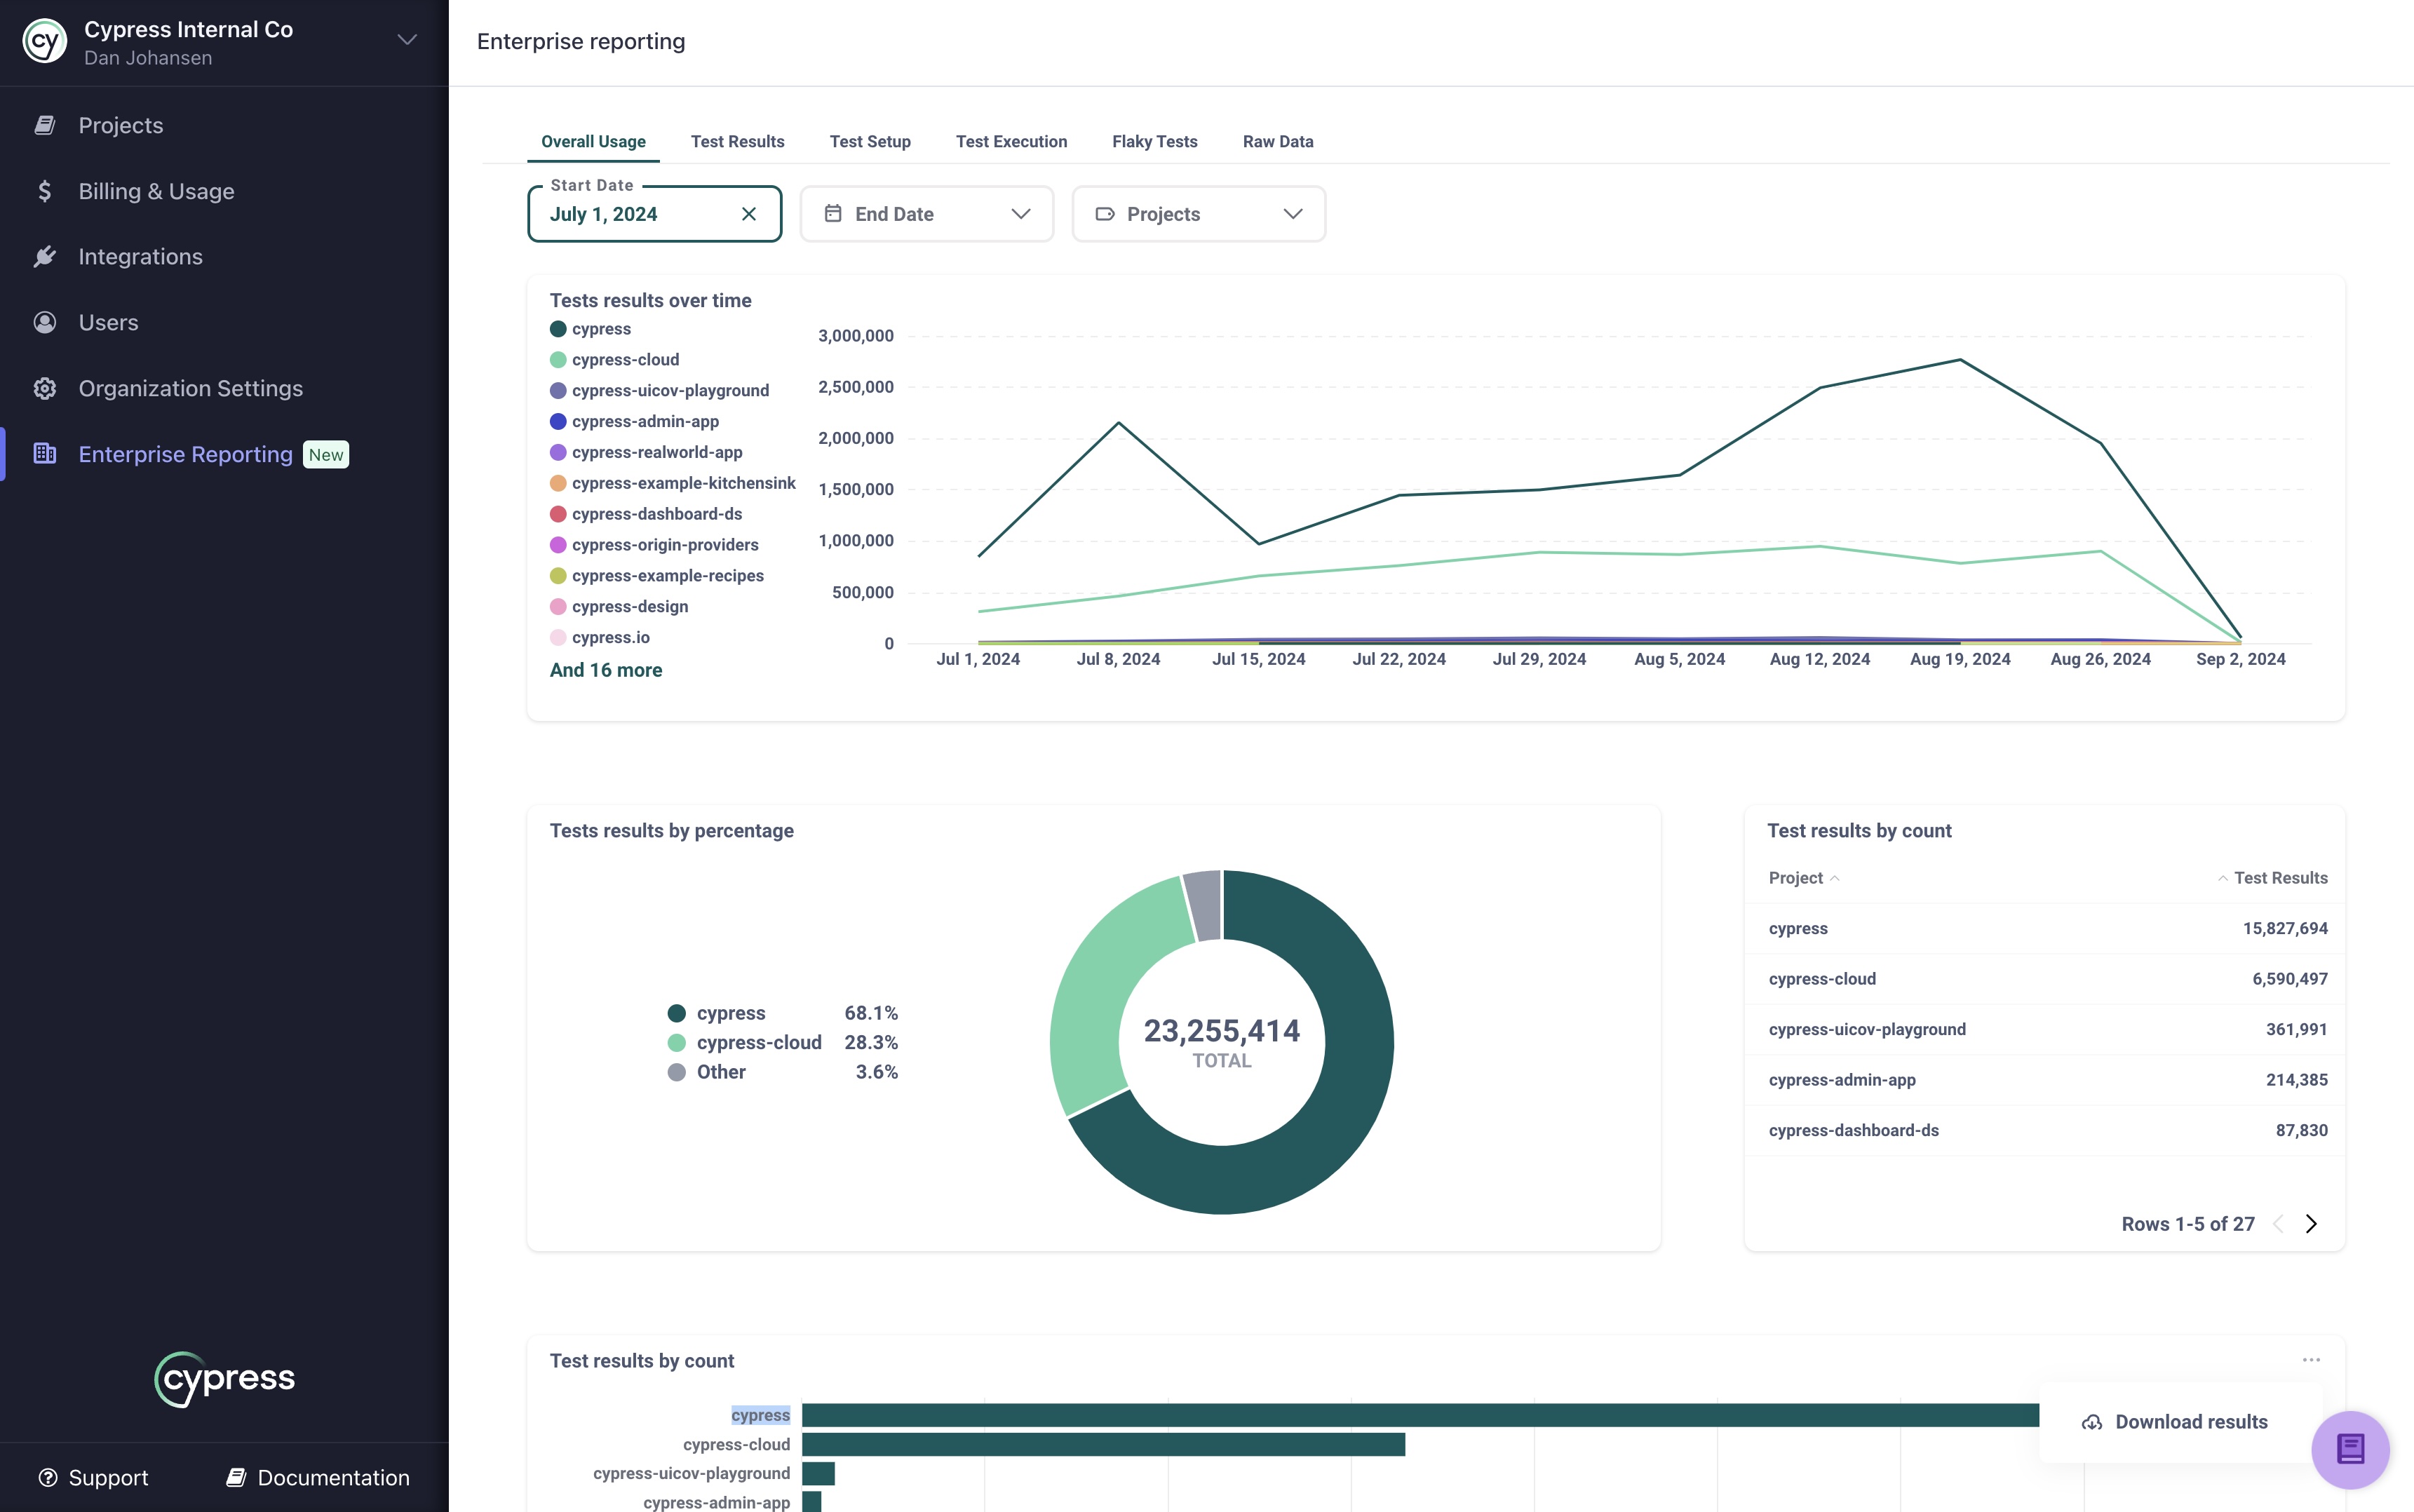 cy
Cypress Internal Co
Dan Johansen
Projects
Billing & Usage
Integrations
Users
Organization Settings
Enterprise Reporting New
cypress
Support
Documentation
Enterprise reporting
Overall Usage
Test Results
Test Setup
Test Execution
Flaky Tests
Raw Data
Start Date
July 1, 2024
End Date
Projects
Tests results over time
cypress
cypress-cloud
cypress-uicov-playground
cypress-admin-app
cypress-realworld-app
cypress-example-kitchensink
cypress-dashboard-ds
cypress-origin-providers
cypress-example-recipes
cypress-design
cypress.io
And 16 more
3,000,000
2,500,000
2,000,000
1,500,000
1,000,000
500,000
0
Jul 1, 2024
Jul 8, 2024
Jul 15, 2024
Jul 22, 2024
Jul 29, 2024
Aug 5, 2024
Aug 12, 2024
Aug 19, 2024
Aug 26, 2024
Sep 2, 2024
Tests results by percentage
cypress 68.1%
cypress-cloud 28.3%
Other 3.6%
23,255,414
TOTAL
Test results by count
Project Test Results
cypress 15,827,694
cypress-cloud 6,590,497
cypress-uicov-playground 361,991
cypress-admin-app 214,385
cypress-dashboard-ds 87,830
Rows 1-5 of 27
Test results by count
cypress
cypress-cloud
cypress-uicov-playground
cypress-admin-app
Download results